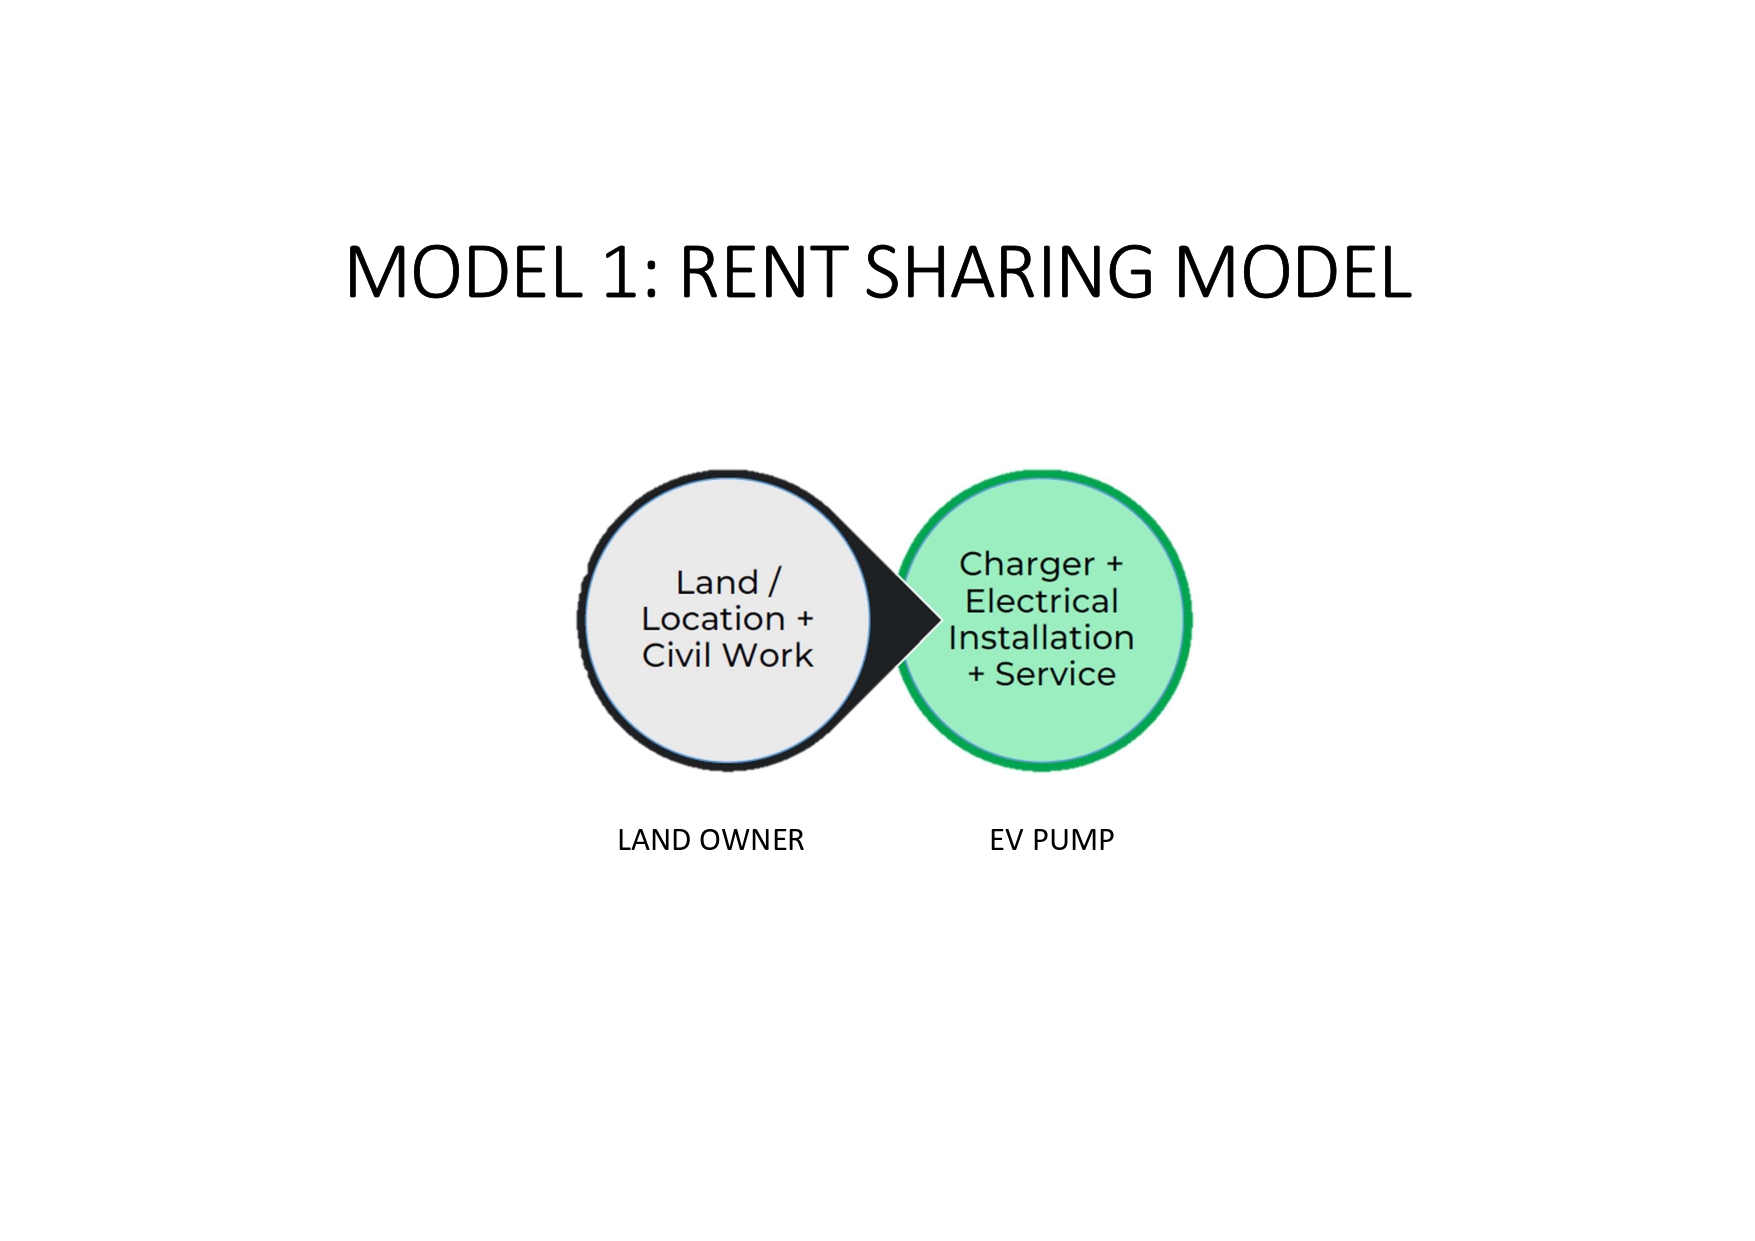 MODEL 1: RENT SHARING MODEL
Land /
Location +
Civil Work
Charger +
Electrical
Installation
+ Service
LAND OWNER
EV PUMP